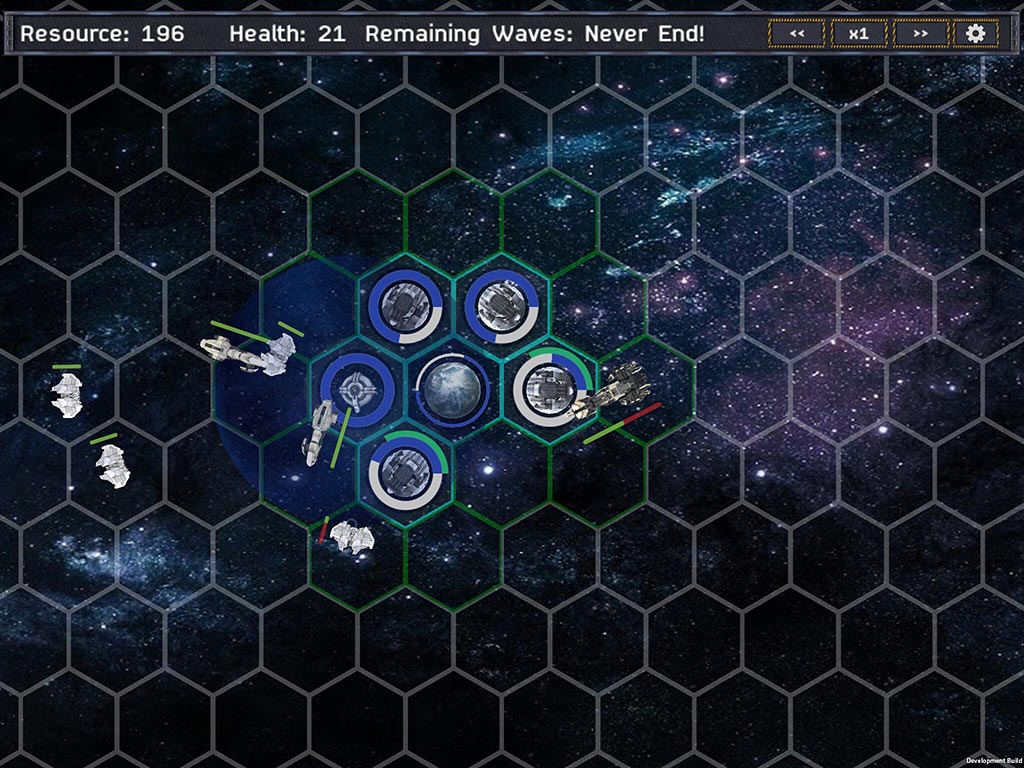 Resource: 196 Health: 21 Remaining Waves: Never End! << x1 >>
Development Build